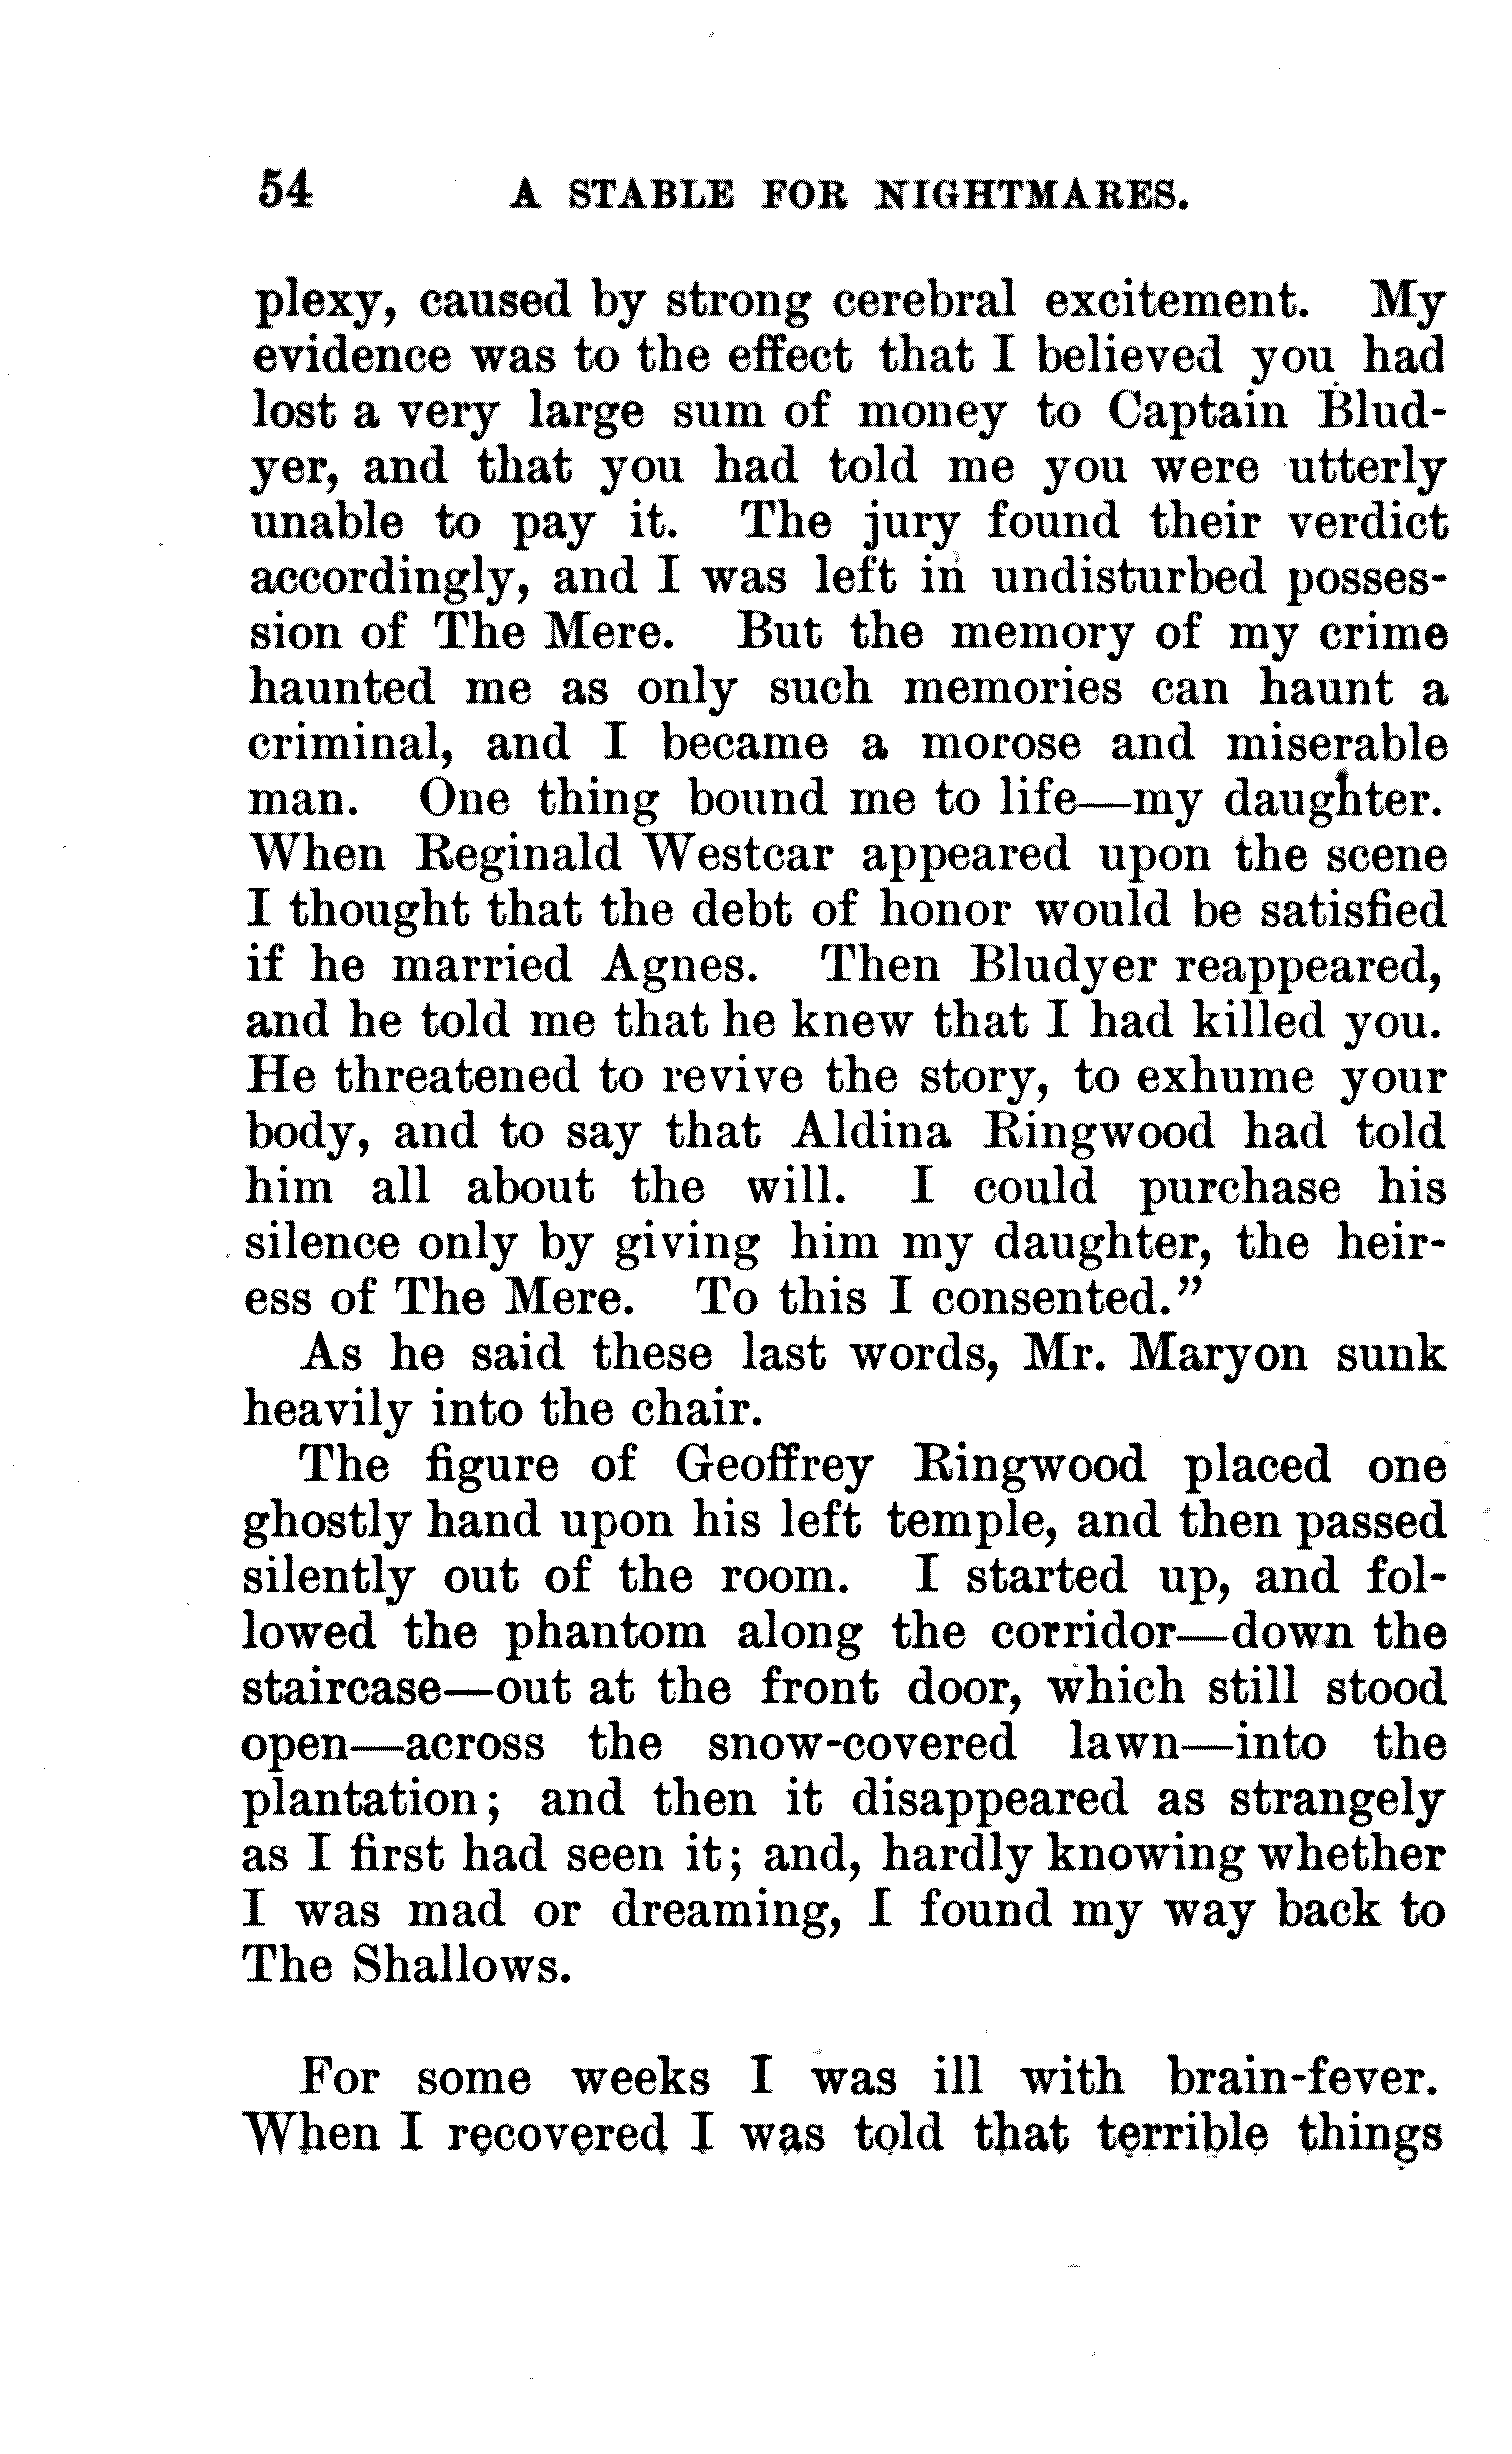 54 A STABLE FOR NIGHTMARES.
plexy, caused by strong cerebral excitement. My
evidence was to the effect that I believed you had
lost a very large sum of money to Captain Blud-
yer, and that you had told me you were utterly
unable to pay it. The jury found their verdict
accordingly, and I was left in undisturbed posses-
sion of The Mere. But the memory of my crime
haunted me as only such memories can haunt a
criminal, and I became a morose and miserable
man. One thing bound me to life—my daughter.
When Reginald Westcar appeared upon the scene
I thought that the debt of honor would be satisfied
if he married Agnes. Then Bludyer reappeared,
and he told me that he knew that I had killed you.
He threatened to revive the story, to exhume your
body, and to say that Aldina Ringwood had told
him all about the will. I could purchase his
silence only by giving him my daughter, the heir-
ess of The Mere. To this I consented.”
As he said these last words, Mr. Maryon sunk
heavily into the chair.
The figure of Geoffrey Ringwood placed one
ghostly hand upon his left temple, and then passed
silently out of the room. I started up, and fol-
lowed the phantom along the corridor—down the
staircase—out at the front door, which still stood
open—across the snow-covered lawn—into the
plantation; and then it disappeared as strangely
as I first had seen it; and, hardly knowing whether
I was mad or dreaming, I found my way back to
The Shallows.
For some weeks I was ill with brain-fever.
When I recovered I was told that terrible things